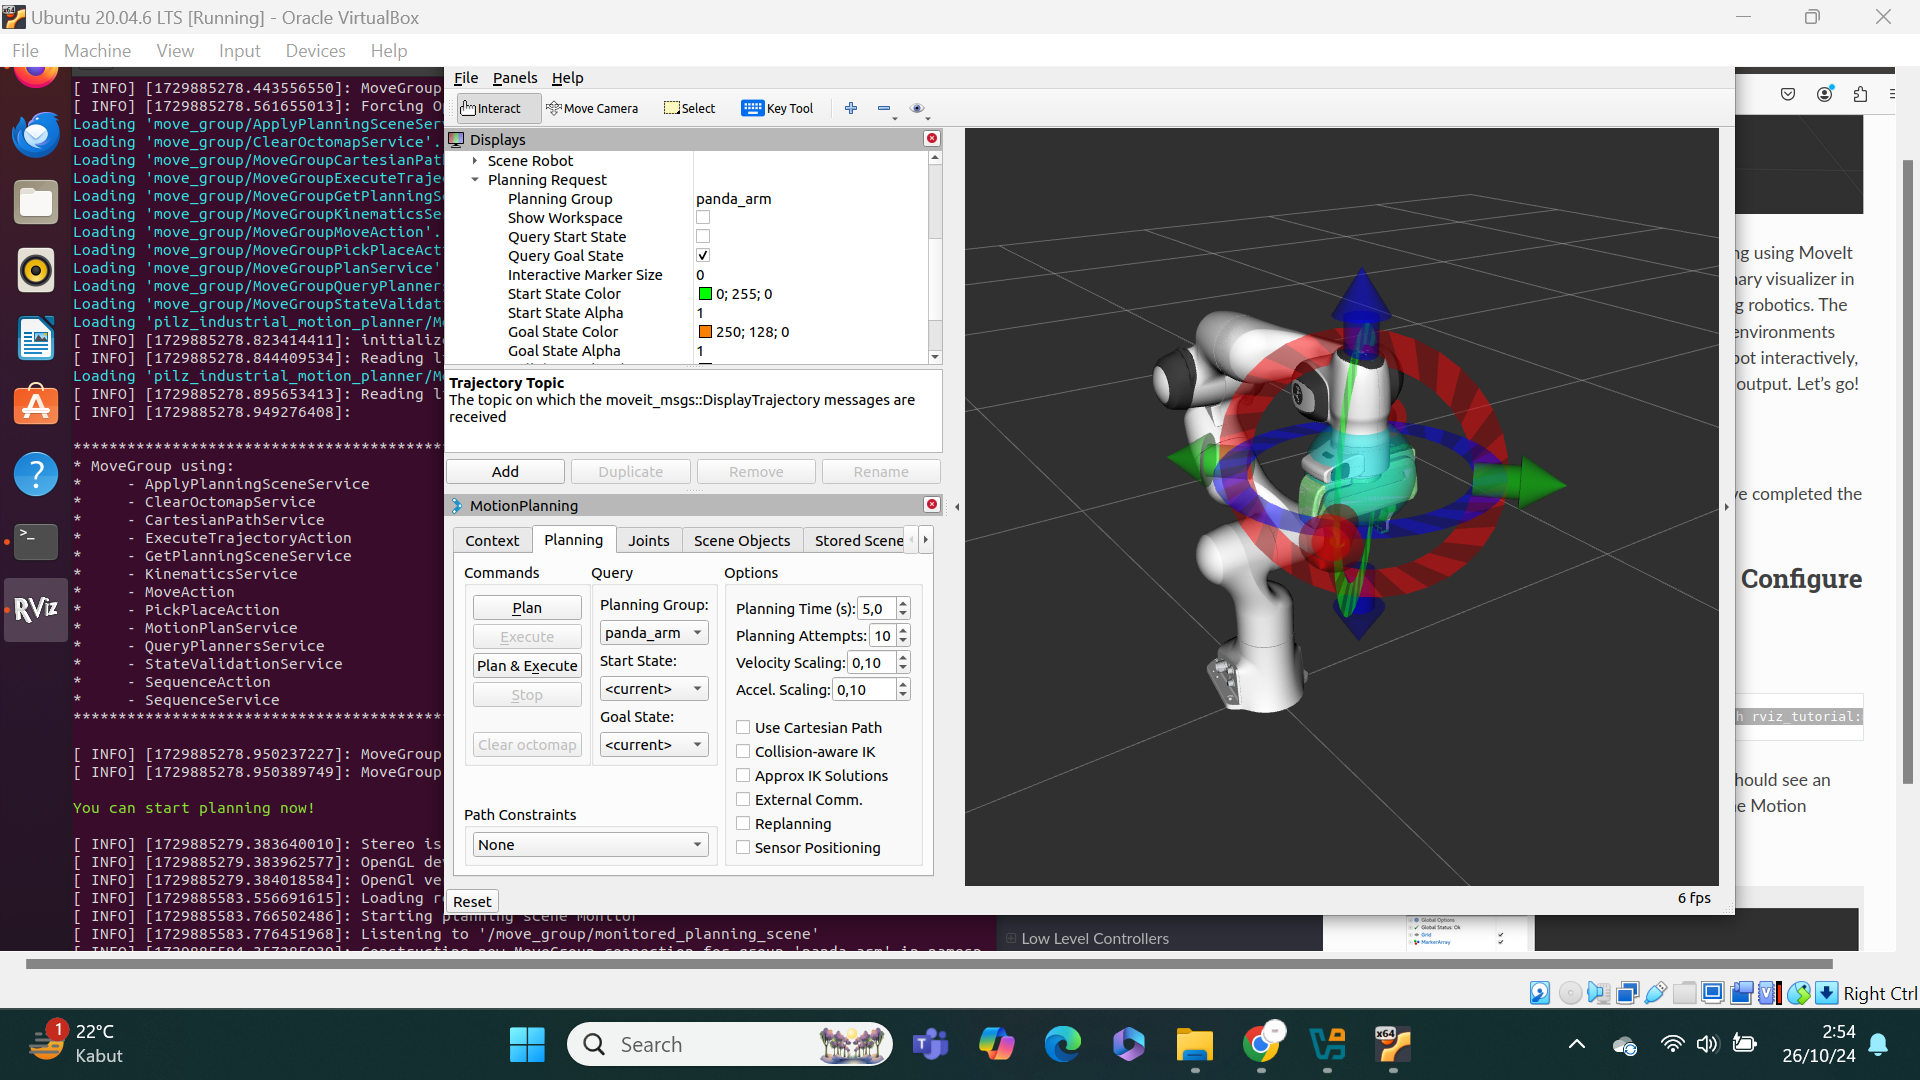 Ubuntu 20.04.6 LTS [Running] - Oracle VirtualBox
File Machine View Input Devices Help
[ INFO] [1729885278.443556550]: MoveGroup
[ INFO] [1729885278.561655013]: Forcing
Loading 'move_group/ApplyPlanningSceneSer
Loading 'move_group/ClearOctomapService'.
Loading 'move_group/MoveGroupCartesianPat
Loading 'move_group/MoveGroupExecuteTraje
Loading 'move_group/MoveGroupGetPlanningS
Loading 'move_group/MoveGroupKinematicsSe
Loading 'move_group/MoveGroupMoveAction'.
Loading 'move_group/MoveGroupPickPlaceAct
Loading 'move_group/MoveGroupPlanService'
Loading 'move_group/MoveGroupQueryPlanner
Loading 'move_group/MoveGroupStateValidat
Loading 'pilz_industrial_motion_planner/M
[ INFO] [1729885278.823414411]: initializ
[ INFO] [1729885278.844409534]: Reading
Loading 'pilz_industrial_motion_planner/M
[ INFO] [1729885278.895653413]: Reading
[ INFO] [1729885278.949276408]:
*****************************************
* MoveGroup using:
* - ApplyPlanningSceneService
* - ClearOctomapService
* - CartesianPathService
* - ExecuteTrajectoryAction
* - GetPlanningSceneService
* - KinematicsService
* - MoveAction
* - PickPlaceAction
* - MotionPlanService
* - QueryPlannersService
* - StateValidationService
* - SequenceAction
* - SequenceService
*****************************************
[ INFO] [1729885278.950237227]: MoveGroup
[ INFO] [1729885278.950389749]: MoveGroup
You can start planning now!
[ INFO] [1729885279.383640010]: Stereo is
[ INFO] [1729885279.383962577]: OpenGL de
[ INFO] [1729885279.384018584]: OpenGl ve
[ INFO] [1729885583.556691615]: Loading
[ INFO] [1729885583.766502486]: Starting planning scene monitor
[ INFO] [1729885583.776451968]: Listening to '/move_group/monitored_planning_scene'
RViz
File Panels Help
Interact Move Camera Select Key Tool
Displays
Scene Robot
Planning Request
Planning Group panda_arm
Show Workspace
Query Start State
Query Goal State
Interactive Marker Size 0
Start State Color 0; 255; 0
Start State Alpha 1
Goal State Color 250; 128; 0
Goal State Alpha 1
Trajectory Topic
The topic on which the moveit_msgs::DisplayTrajectory messages are
received
Add Duplicate Remove Rename
MotionPlanning
Context Planning Joints Scene Objects Stored Scene
Commands Query Options
Plan
Execute
Plan & Execute
Stop
Clear octomap
Planning Group:
panda_arm
Start State:
<current>
Goal State:
<current>
Planning Time (s): 5,0
Planning Attempts: 10
Velocity Scaling: 0,10
Accel. Scaling: 0,10
Use Cartesian Path
Collision-aware IK
Approx IK Solutions
External Comm.
Replanning
Sensor Positioning
Path Constraints
None
Reset
6 fps
ng using MoveIt
nary visualizer in
g robotics. The
environments
bot interactively,
output. Let's go!
ve completed the
Configure
h rviz_tutorial:
hould see an
e Motion
Low Level Controllers
Global Options
Global Status: Ok
Grid
MarkerArray
Right Ctrl
1
22°C
Kabut
Search
x64
2:54
26/10/24